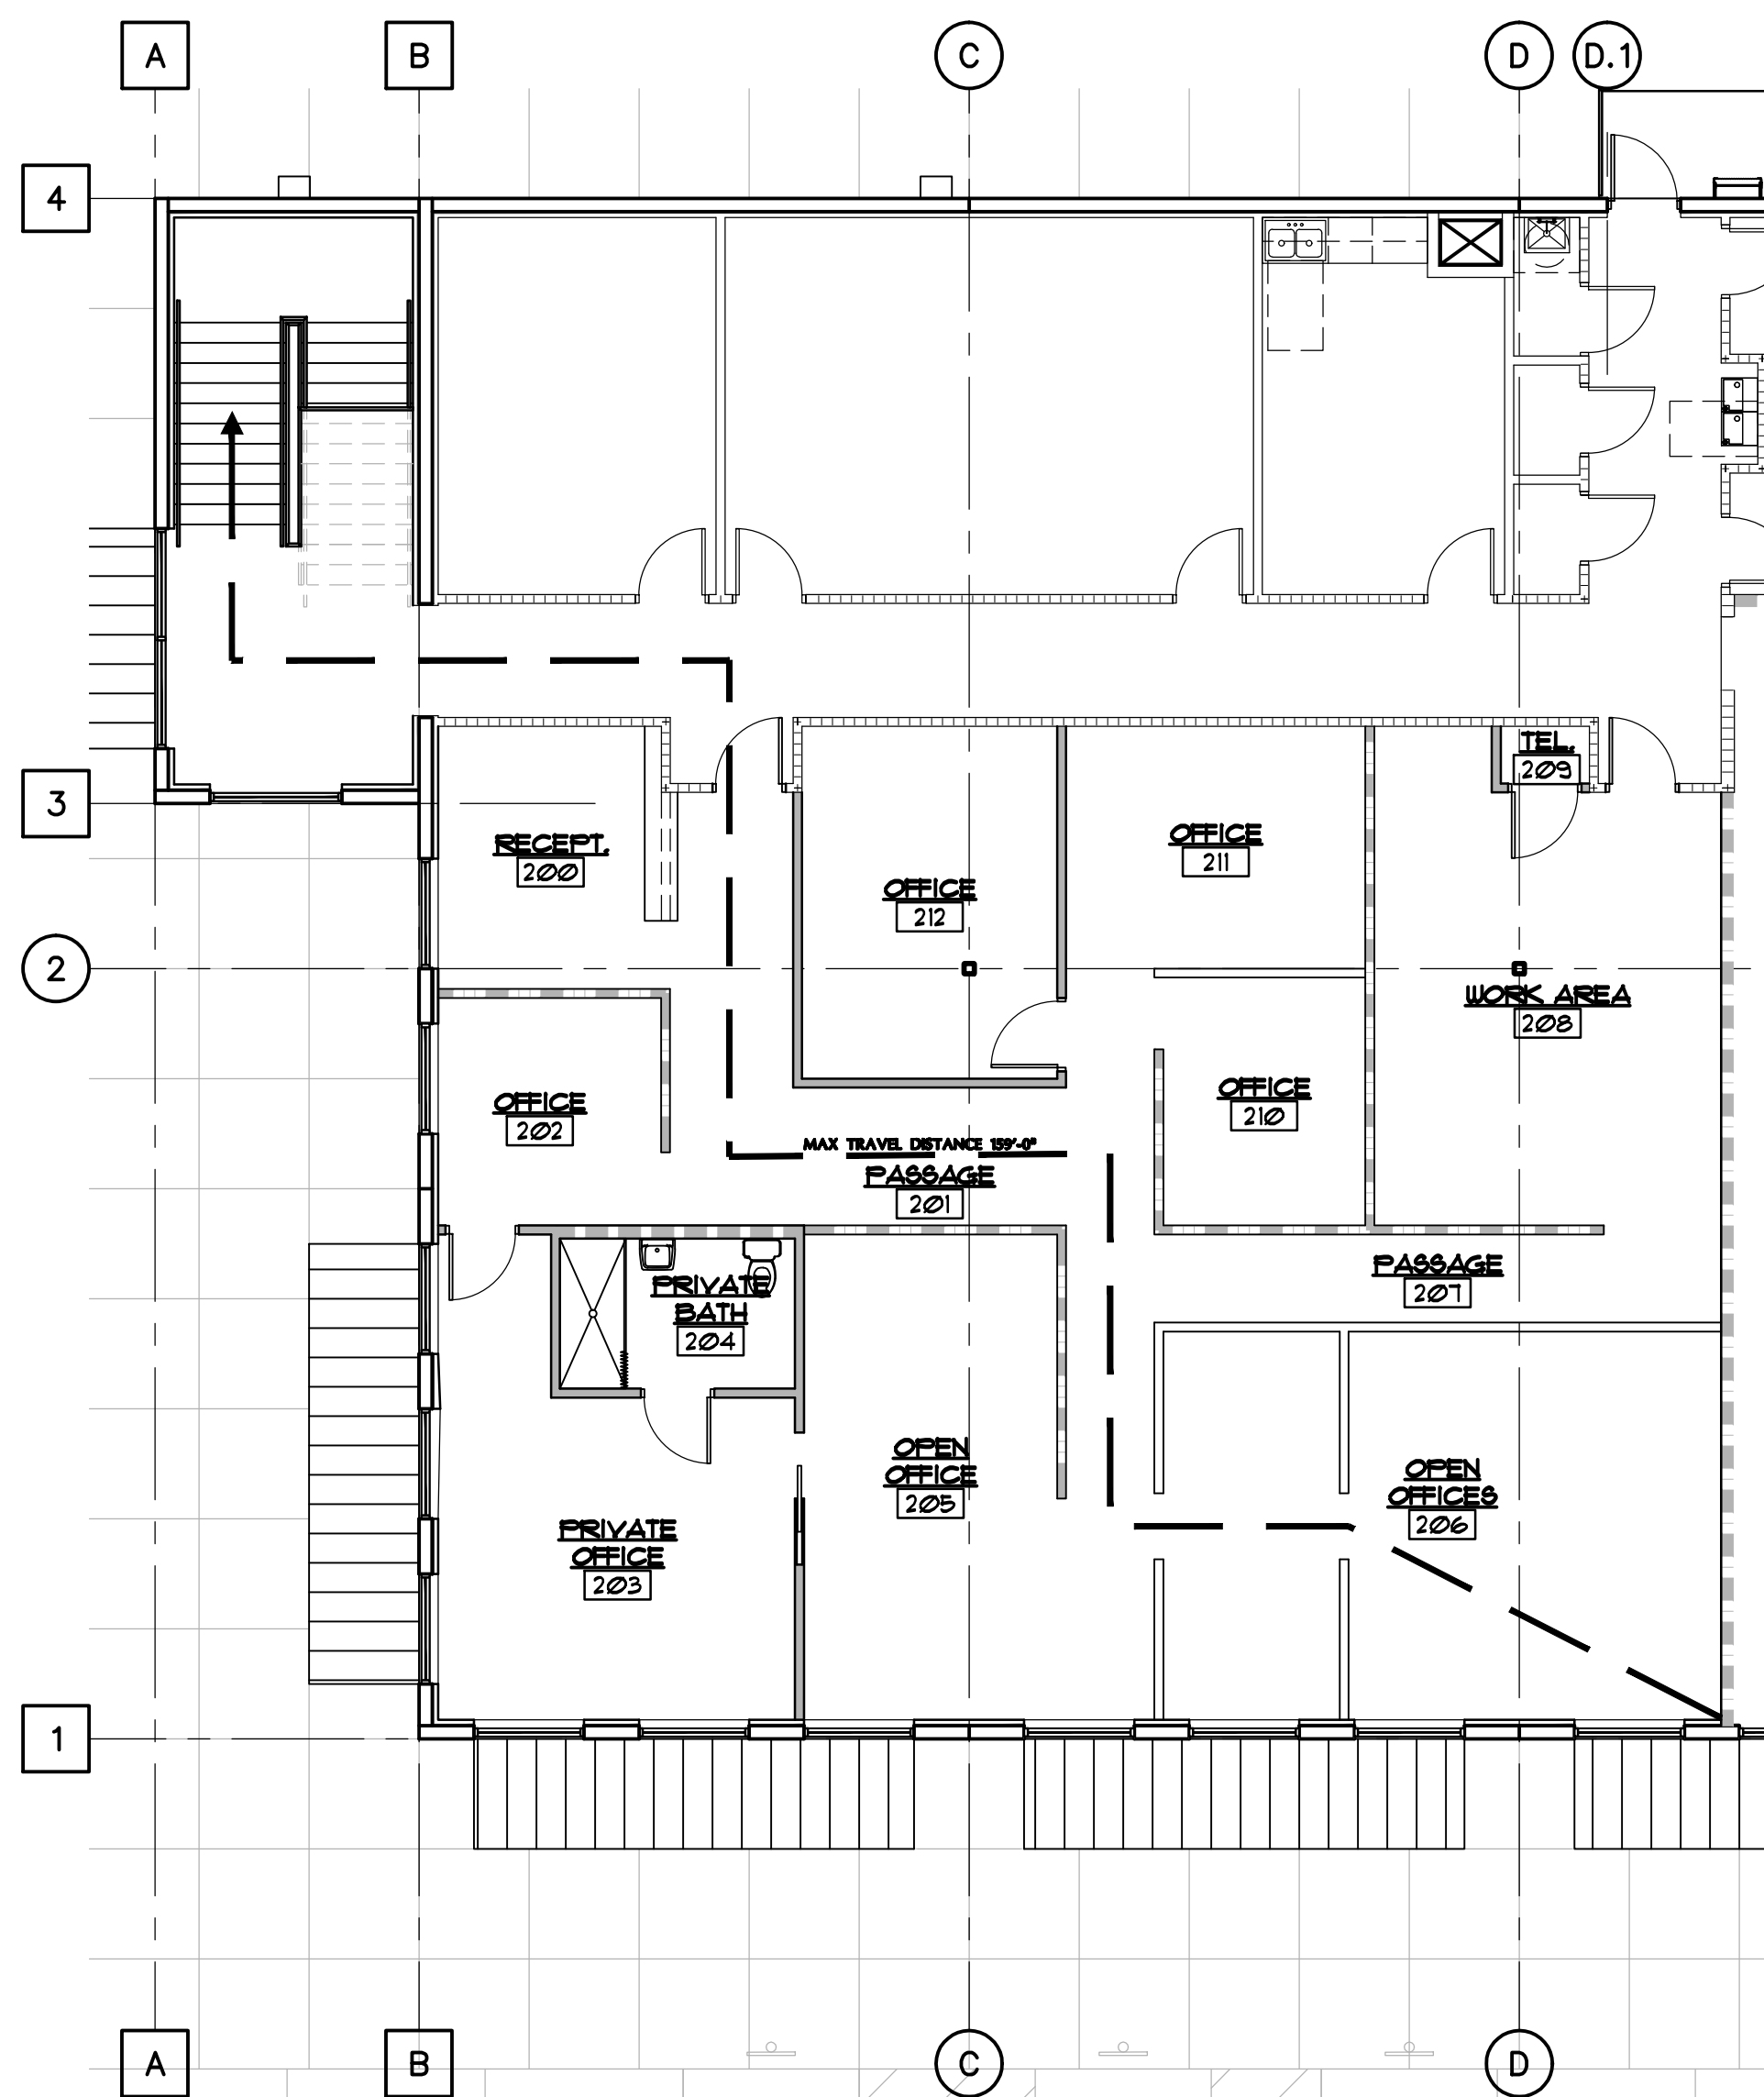 A
B
C
D
D.1
4
TEL.
209
3
RECEPT.
200
OFFICE
211
OFFICE
212
2
WORK AREA
208
OFFICE
202
OFFICE
210
MAX TRAVEL DISTANCE 159'-0"
PASSAGE
201
PASSAGE
207
PRIVATE
BATH
204
OPEN
OFFICE
205
OPEN
OFFICES
206
PRIVATE
OFFICE
203
1
A
B
C
D